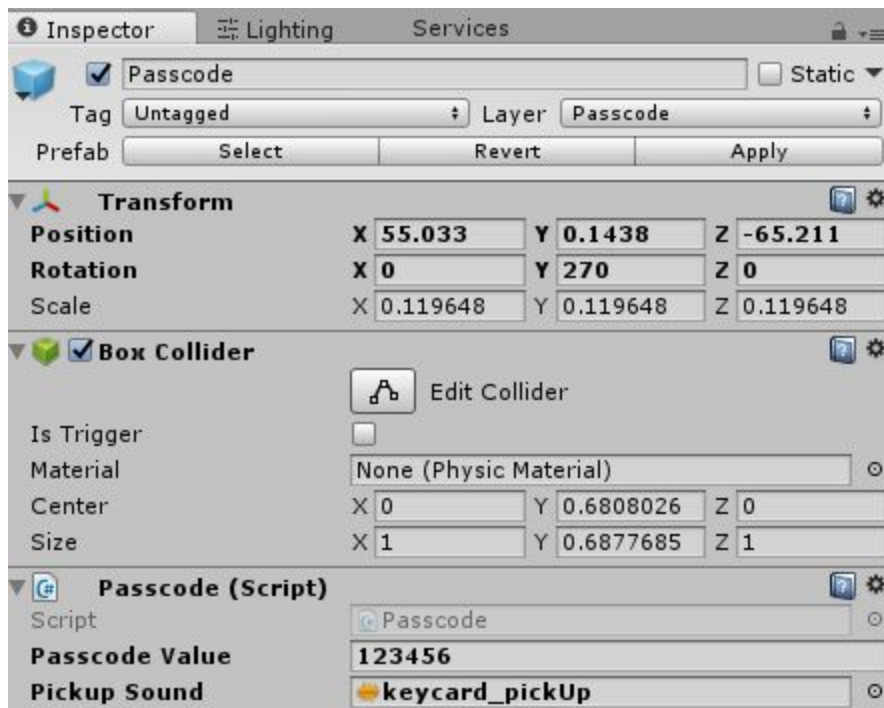 Inspector Lighting Services
Passcode Static
Tag Untagged Layer Passcode
Prefab Select Revert Apply
Transform
Position X 55.033 Y 0.1438 Z -65.211
Rotation X 0 Y 270 Z 0
Scale X 0.119648 Y 0.119648 Z 0.119648
Box Collider
Edit Collider
Is Trigger
Material None (Physic Material)
Center X 0 Y 0.6808026 Z 0
Size X 1 Y 0.6877685 Z 1
C# Passcode (Script)
Script Passcode
Passcode Value 123456
Pickup Sound keycard_pickUp